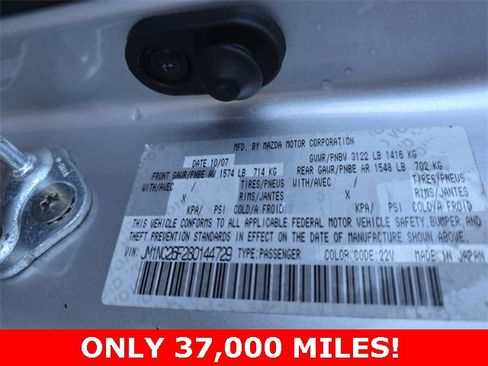 MFD. BY MAZDA MOTOR CORPORATION
DATE 10/07 GVWR/PNBV 3122 LB 1416 KG
FRONT GAWR/PNBE AV 1574 LB 714 KG REAR GAWR/PNBE AR 1548 LB 702 KG
WITH/AVEC TIRES/PNEUS WITH/AVEC TIRES/PNEUS
X RIMS/JANTES X RIMS/JANTES
KPA/ PSI COLD/A FROID KPA/ PSI COLD/A FROID
THIS VEHICLE CONFORMS TO ALL APPLICABLE FEDERAL MOTOR VEHICLE SAFETY, BUMPER, AND
THEFT PREVENTION STANDARDS IN EFFECT ON THE DATE OF MANUFACTURE SHOWN ABOVE.
VIN: JM1NC26F280144729 TYPE:PASSENGER COLOR CODE:22V MADE IN JAPAN
ONLY 37,000 MILES!